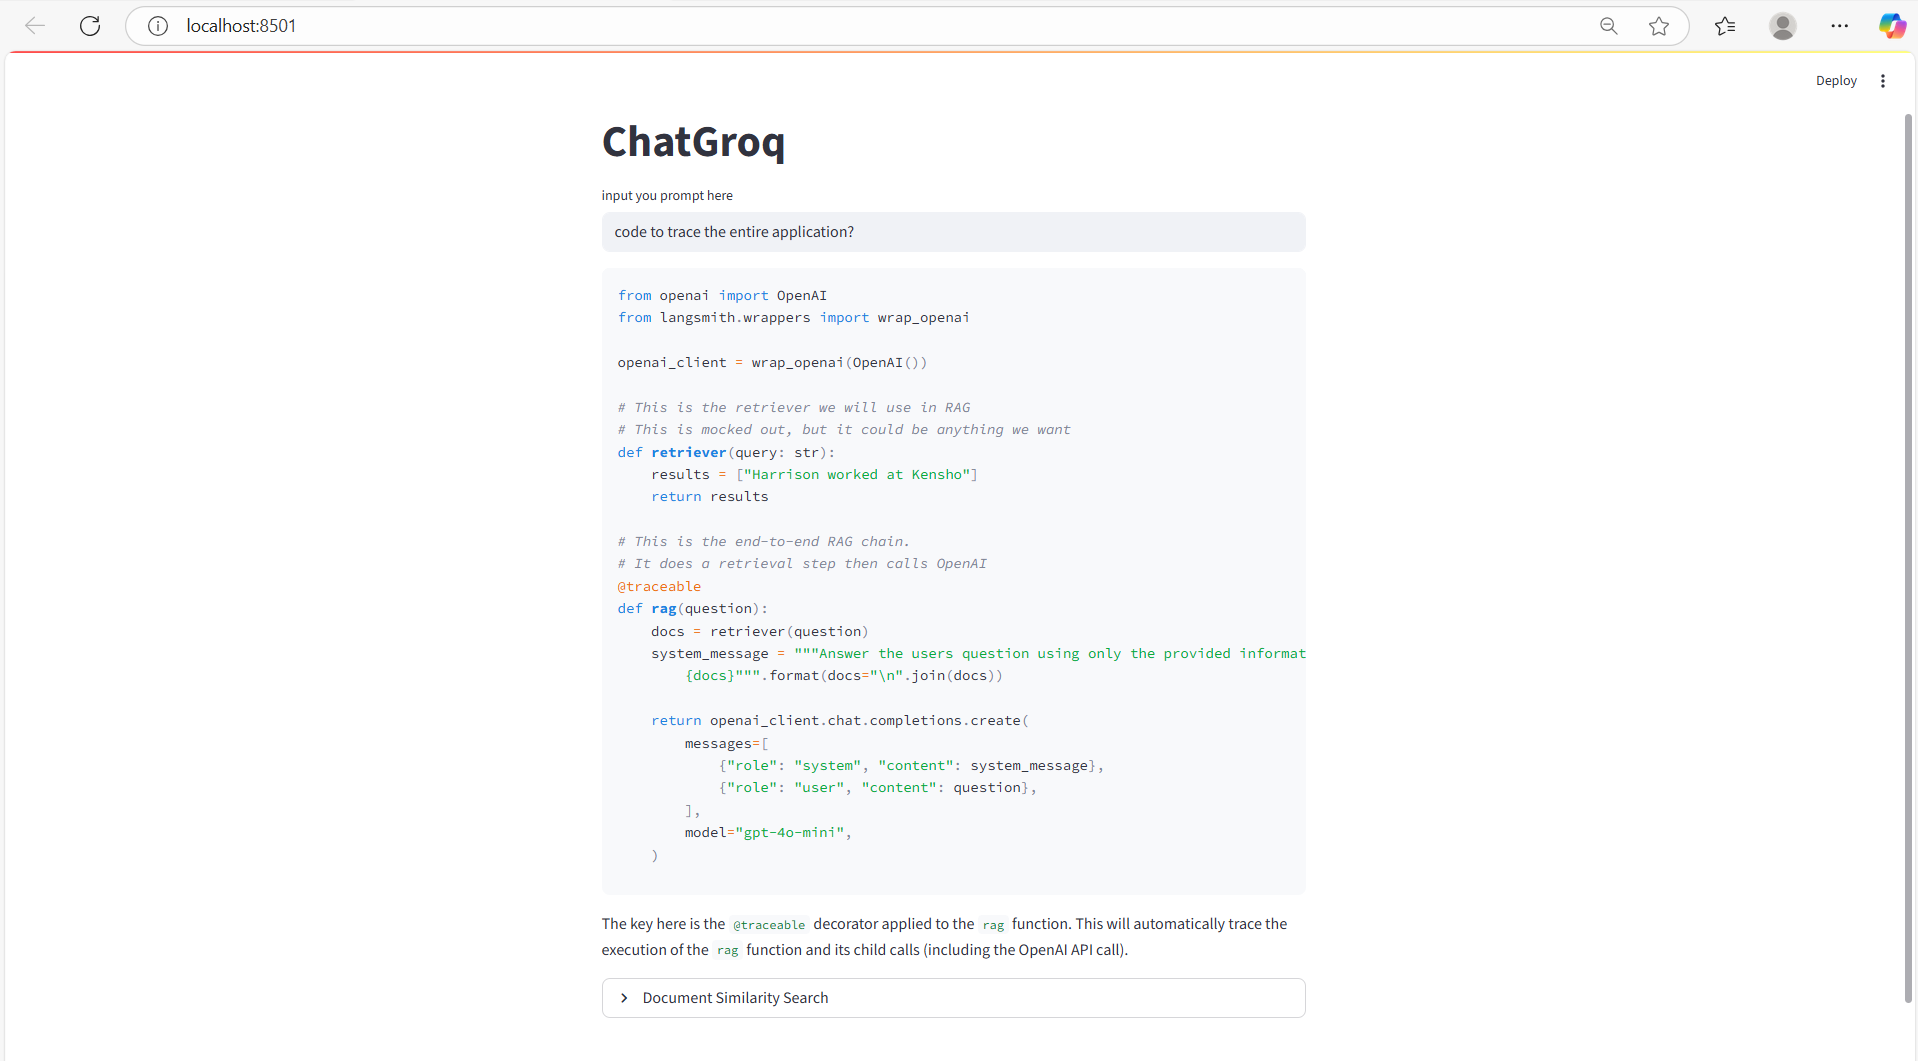 localhost:8501
Deploy
ChatGroq
input you prompt here
code to trace the entire application?
from openai import OpenAI
from langsmith.wrappers import wrap_openai
openai_client = wrap_openai(OpenAI())
# This is the retriever we will use in RAG
# This is mocked out, but it could be anything we want
def retriever(query: str):
    results = ["Harrison worked at Kensho"]
    return results
# This is the end-to-end RAG chain.
# It does a retrieval step then calls OpenAI
@traceable
def rag(question):
    docs = retriever(question)
    system_message = """Answer the users question using only the provided informat
        {docs}""".format(docs="\n".join(docs))
    return openai_client.chat.completions.create(
        messages=[
            {"role": "system", "content": system_message},
            {"role": "user", "content": question},
        ],
        model="gpt-4o-mini",
    )
The key here is the @traceable decorator applied to the rag function. This will automatically trace the
execution of the rag function and its child calls (including the OpenAI API call).
Document Similarity Search